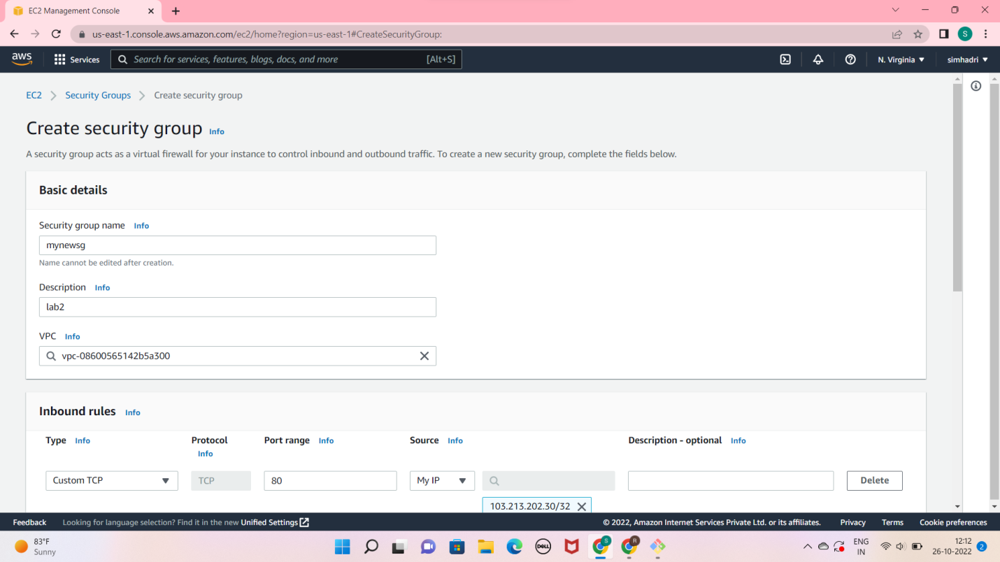 EC2 Management Console
us-east-1.console.aws.amazon.com/ec2/home?region=us-east-1#CreateSecurityGroup:
S
aws
Services
Search for services, features, blogs, docs, and more
[Alt+S]
N. Virginia
simhadri
EC2
Security Groups
Create security group
Create security group Info
A security group acts as a virtual firewall for your instance to control inbound and outbound traffic. To create a new security group, complete the fields below.
Basic details
Security group name Info
mynewsg
Name cannot be edited after creation.
Description Info
lab2
VPC Info
vpc-08600565142b5a300
Inbound rules Info
Type Info
Protocol Info
Port range Info
Source Info
Description - optional Info
Custom TCP
TCP
80
My IP
Delete
103.213.202.30/32
Feedback
Looking for language selection? Find it in the new Unified Settings
© 2022, Amazon Internet Services Private Ltd. or its affiliates.
Privacy
Terms
Cookie preferences
83°F
Sunny
DELL
S
R
ENG
IN
12:12
26-10-2022
2